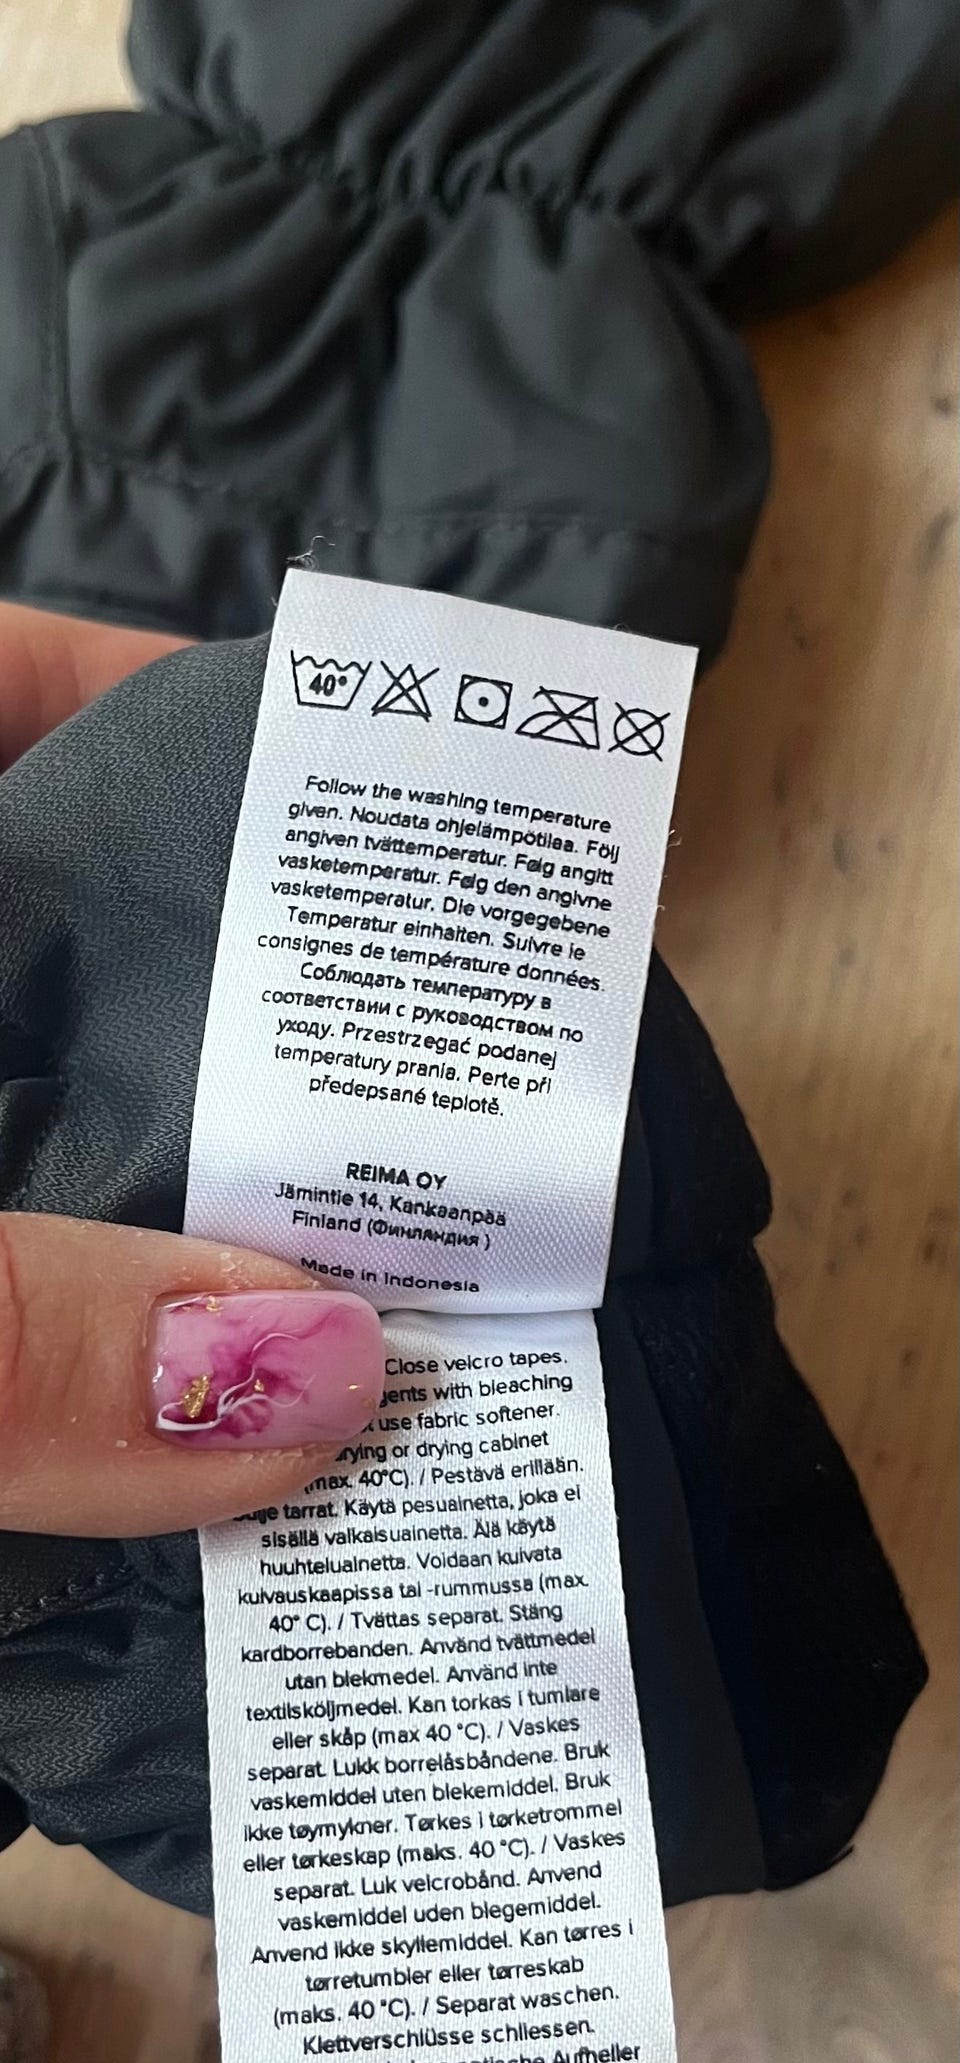 40°
Follow the washing temperature
given. Noudata ohjelämpötilaa. Följ
angiven tvättemperatur. Følg angitt
vasketemperatur. Følg den angivne
vasketemperatur. Die vorgegebene
Temperatur einhalten. Suivre le
consignes de température données.
Соблюдать температуру в
соответствии с руководством по
уходу. Przestrzegać podanej
temperatury prania. Perte při
předepsané teplotě.
REIMA OY
Jämintie 14, Kankaanpää
Finland (Финляндия )
Made in Indonesia
Close velcro tapes.
with bleaching
use fabric softener.
or drying cabinet
(max. 40°C). / Pestävä erillään.
tarrat. Käytä pesuainetta, joka ei
sisällä valkaisuainetta. Älä käytä
huuhteluainetta. Voidaan kuivata
kuivauskaapissa tai -rummussa (max.
40° C). / Tvättas separat. Stäng
kardborrebanden. Använd tvättmedel
utan blekmedel. Använd inte
textilsköljmedel. Kan torkas i tumlare
eller skåp (max 40 °C). / Vaskes
separat. Lukk borrelåsbåndene. Bruk
vaskemiddel uten blekemiddel. Bruk
ikke tøymykner. Tørkes i tørketrommel
eller tørkeskap (maks. 40 °C). / Vaskes
separat. Luk velcrobånd. Anvend
vaskemiddel uden blegemiddel.
Anvend ikke skyllemiddel. Kan tørres i
tørretumbler eller tørreskab
(maks. 40 °C). / Separat waschen.
Klettverschlüsse schliessen.
Aufheller